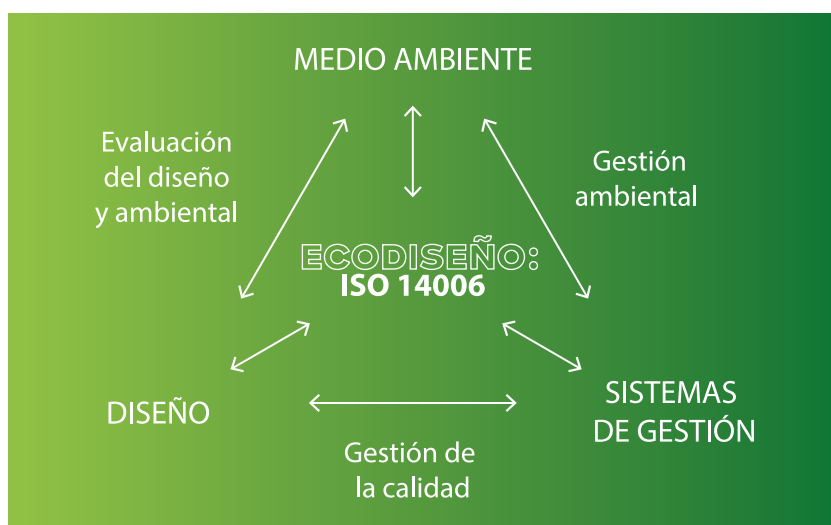 MEDIO AMBIENTE
Evaluación
del diseño
y ambiental
Gestión
ambiental
ECODISEÑO:
ISO 14006
DISEÑO
SISTEMAS
DE GESTIÓN
Gestión de
la calidad